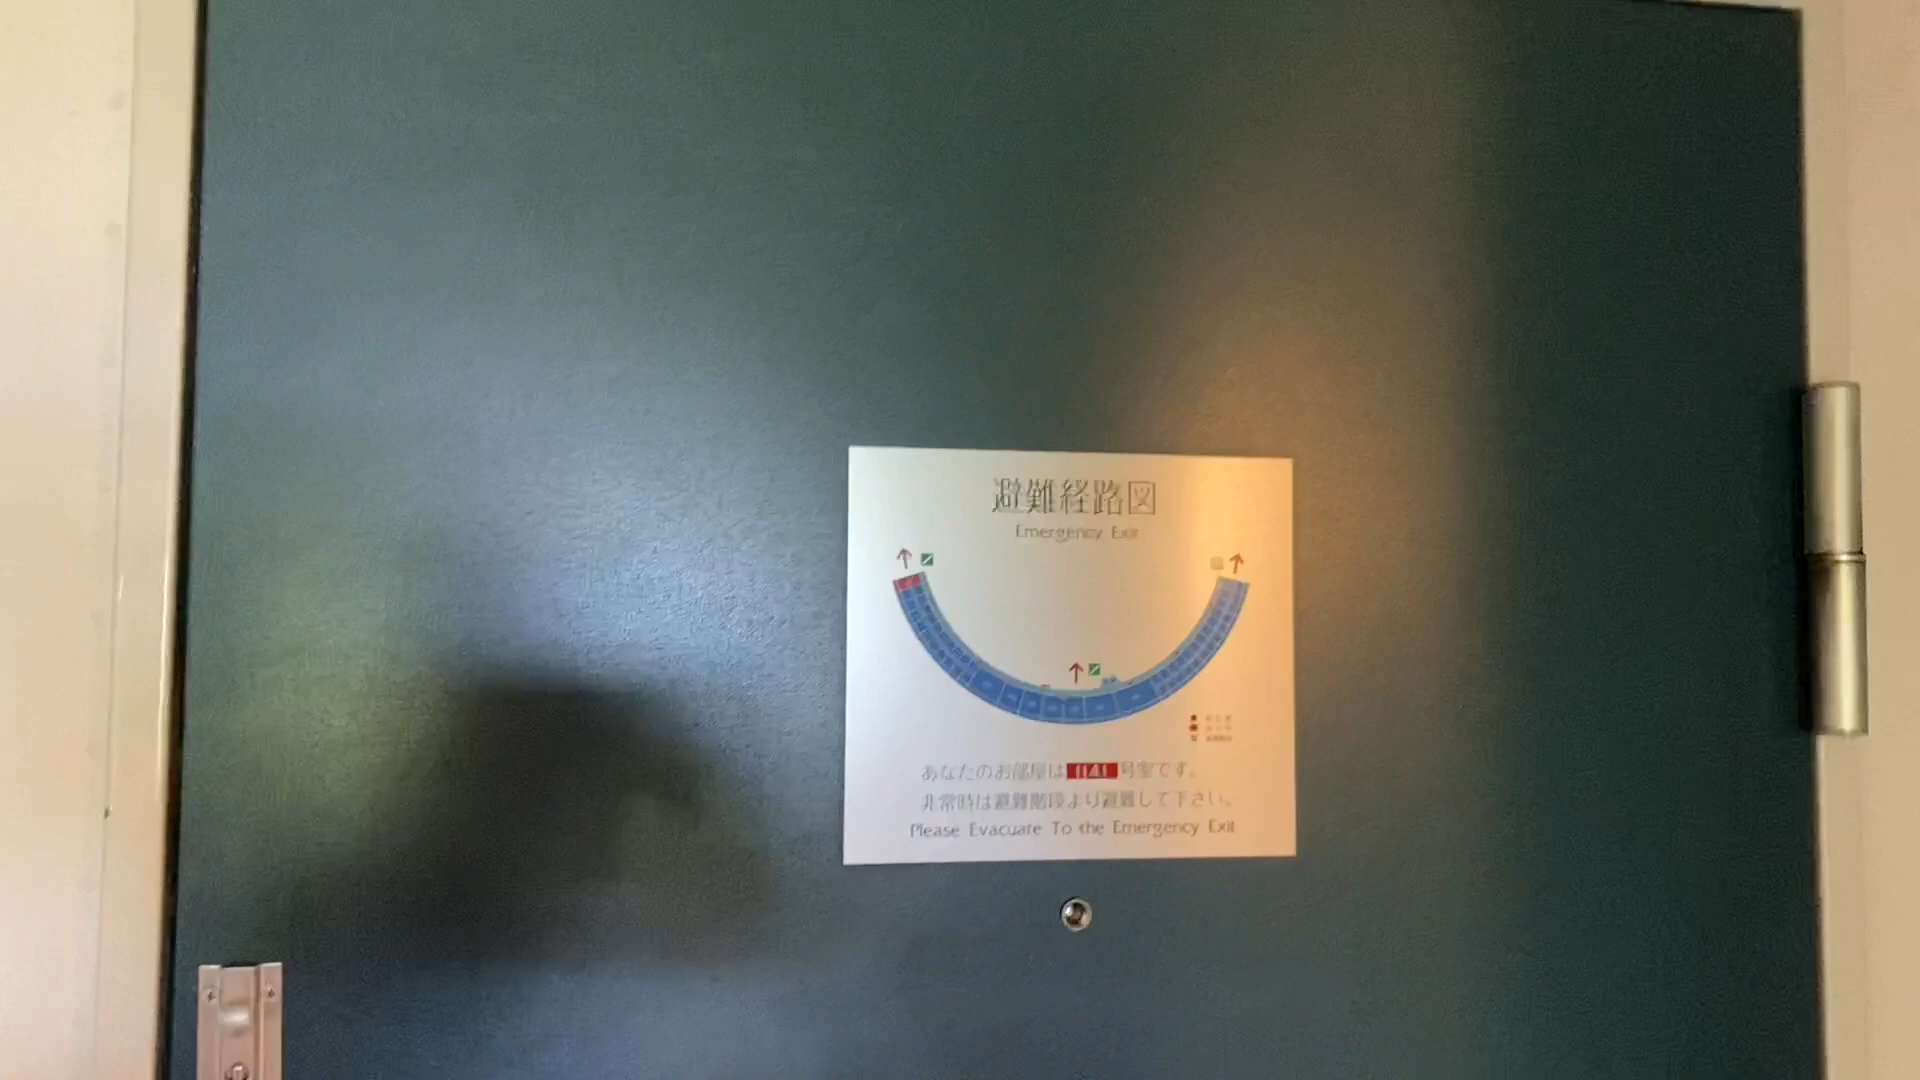 避難経路図
Emergency Exit
あなたのお部屋は 1141 号室です。
非常時は避難階段より避難して下さい。
Please Evacuate To the Emergency Exit